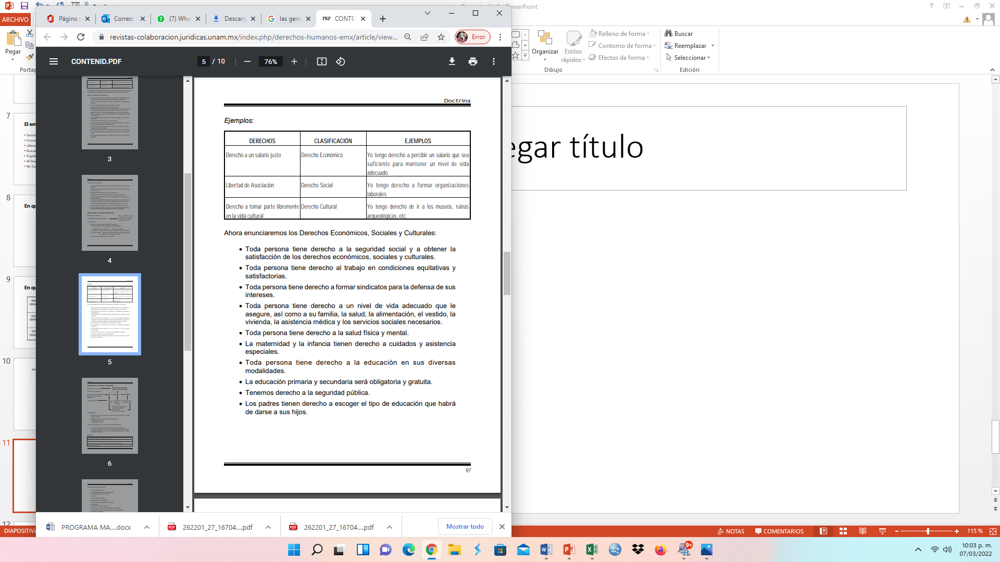 PowerPoint
ARCHIVO
Página
Correo:
(7) Wha
Descarg
las gene
PKP CONTE
revistas-colaboracion.juridicas.unam.mx/index.php/derechos-humanos-emx/article/view...
Error
Pegar
Portap
Organizar
Estilos
rápidos
Relleno de forma
Contorno de forma
Efectos de forma
Dibujo
Buscar
Reemplazar
Seleccionar
Edición
CONTENID.PDF
5 / 10
76%
7
El em
8
En qu
9
En qu
10
11
12
3
4
5
6
Doctrina
Ejemplos:
DERECHOS CLASIFICACIÓN EJEMPLOS
Derecho a un salario justo Derecho Económico Yo tengo derecho a percibir un salario que sea
suficiente para mantener un nivel de vida
adecuado
Libertad de Asociación Derecho Social Yo tengo derecho a formar organizaciones
laborales
Derecho a tomar parte libremente Derecho Cultural Yo tengo derecho de ir a los museos, ruinas
en la vida cultural arqueológicas, etc.
Ahora enunciaremos los Derechos Económicos, Sociales y Culturales:
• Toda persona tiene derecho a la seguridad social y a obtener la
satisfacción de los derechos económicos, sociales y culturales.
• Toda persona tiene derecho al trabajo en condiciones equitativas y
satisfactorias.
• Toda persona tiene derecho a formar sindicatos para la defensa de sus
intereses.
• Toda persona tiene derecho a un nivel de vida adecuado que le
asegure, así como a su familia, la salud, la alimentación, el vestido, la
vivienda, la asistencia médica y los servicios sociales necesarios.
• Toda persona tiene derecho a la salud física y mental.
• La maternidad y la infancia tienen derecho a cuidados y asistencia
especiales.
• Toda persona tiene derecho a la educación en sus diversas
modalidades.
• La educación primaria y secundaria será obligatoria y gratuita.
• Tenemos derecho a la seguridad pública.
• Los padres tienen derecho a escoger el tipo de educación que habrá
de darse a sus hijos.
97
egar título
PROGRAMA MA....docx
262201_27_16704....pdf
262201_27_16704....pdf
Mostrar todo
DIAPOSITIVA
NOTAS
COMENTARIOS
115 %
9+
10:03 p. m.
07/03/2022